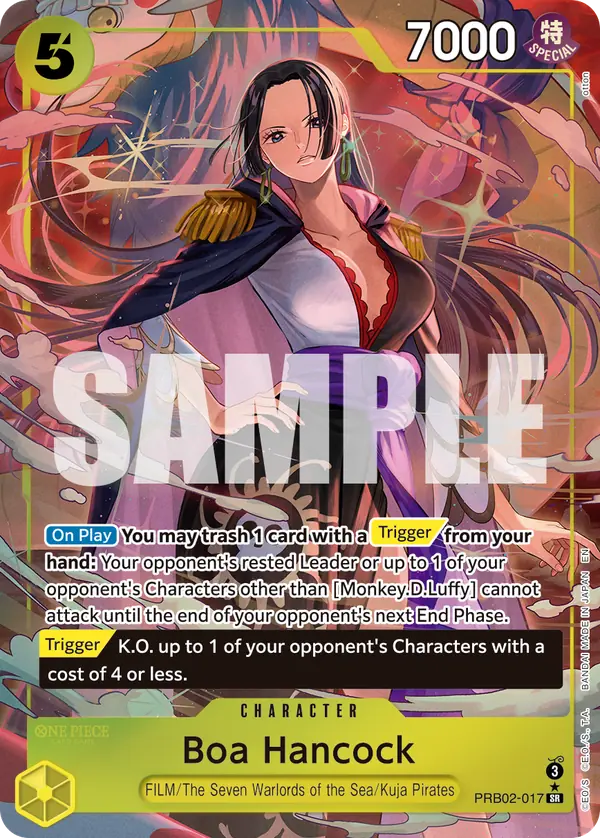 5
7000
特
SPECIAL
otton
SAMPLE
On Play You may trash 1 card with a Trigger from your
hand: Your opponent's rested Leader or up to 1 of your
opponent's Characters other than [Monkey.D.Luffy] cannot
attack until the end of your opponent's next End Phase.
Trigger K.O. up to 1 of your opponent's Characters with a
cost of 4 or less.
©E.O/S ©E.O./S., T.A. BANDAI MADE IN JAPAN EN
CHARACTER
ONE PIECE
Boa Hancock
FILM/The Seven Warlords of the Sea/Kuja Pirates
3
PRB02-017 SR